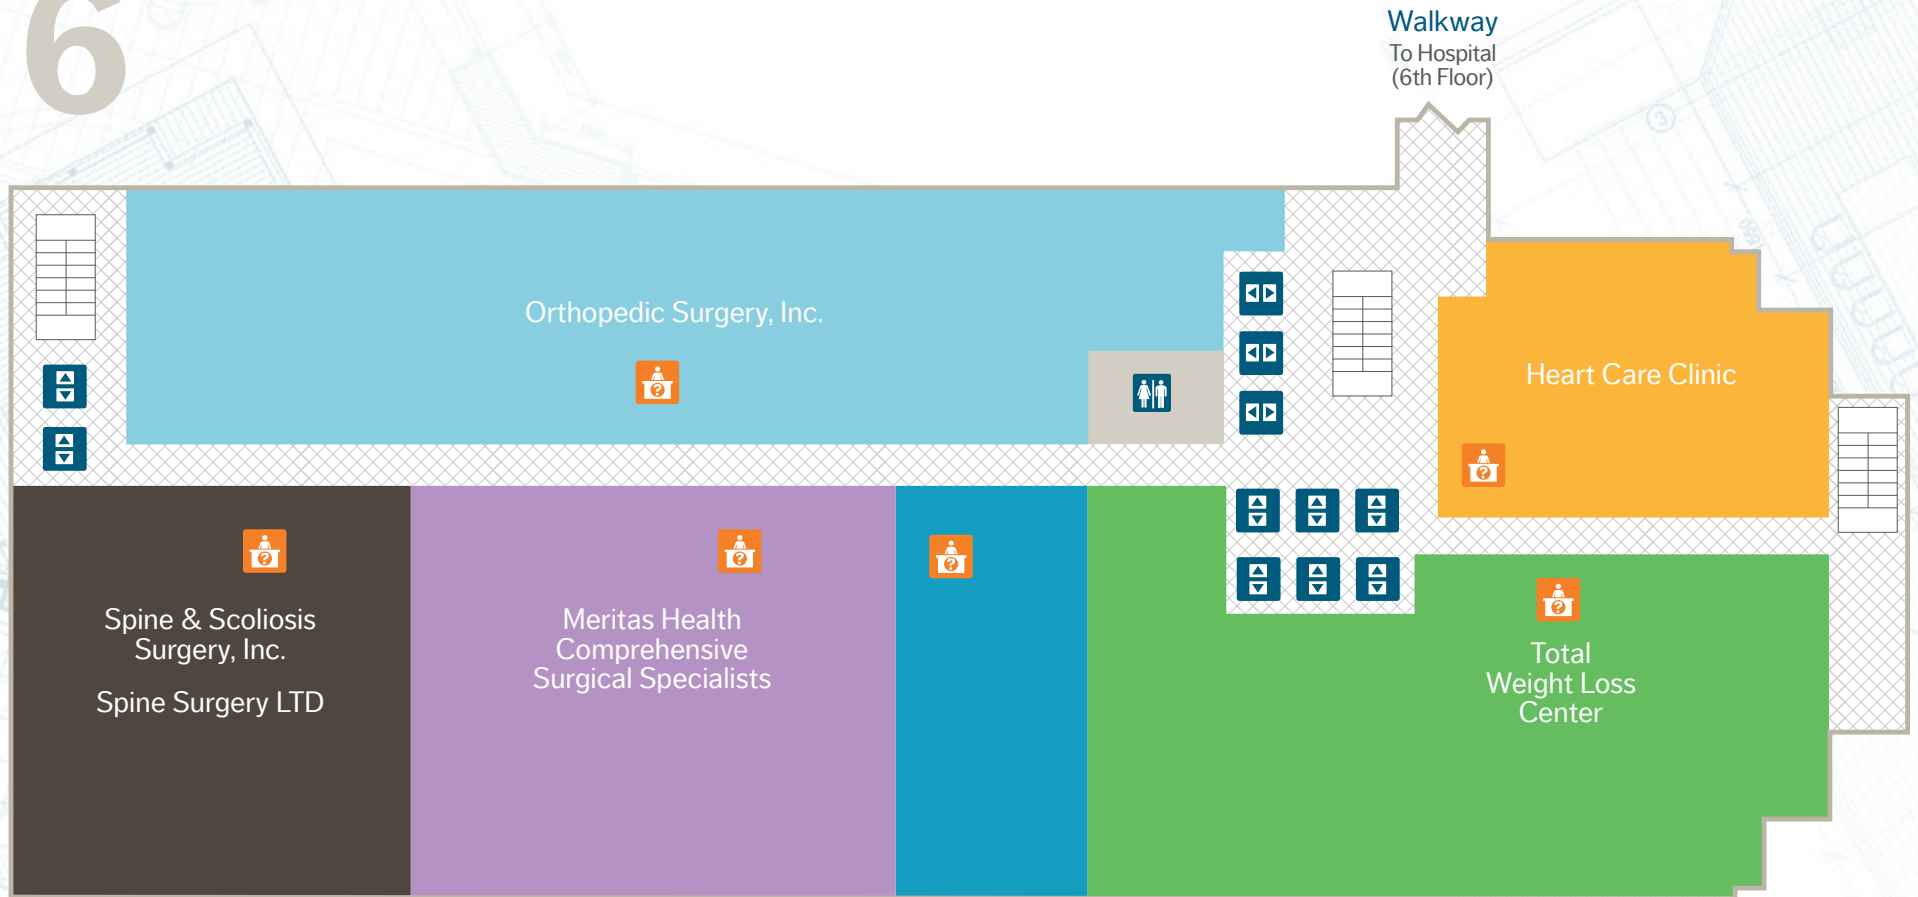 6
Walkway
To Hospital
(6th Floor)
Orthopedic Surgery, Inc.
Heart Care Clinic
Spine & Scoliosis
Surgery, Inc.
Spine Surgery LTD
Meritas Health
Comprehensive
Surgical Specialists
Total
Weight Loss
Center
3